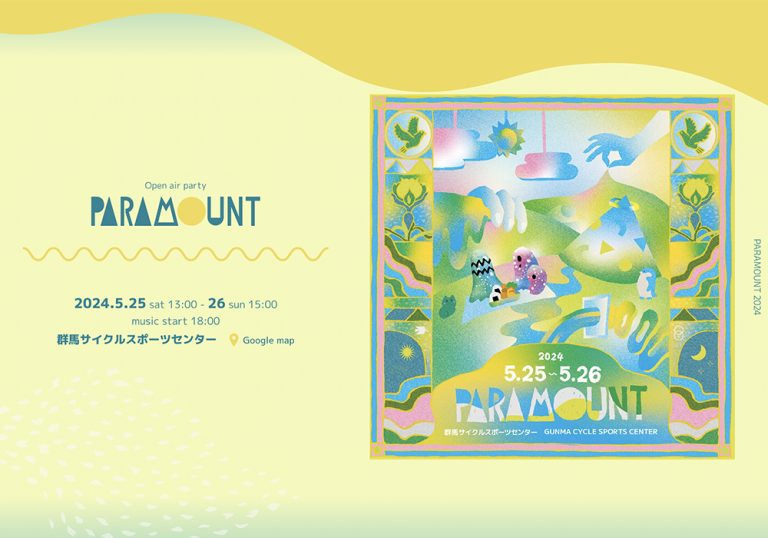 Open air party
PARAMOUNT
2024.5.25 sat 13:00 - 26 sun 15:00
music start 18:00
群馬サイクルスポーツセンター Google map
2024
5.25~5.26
PARAMOUNT
群馬サイクルスポーツセンター GUNMA CYCLE SPORTS CENTER
PARAMOUNT 2024